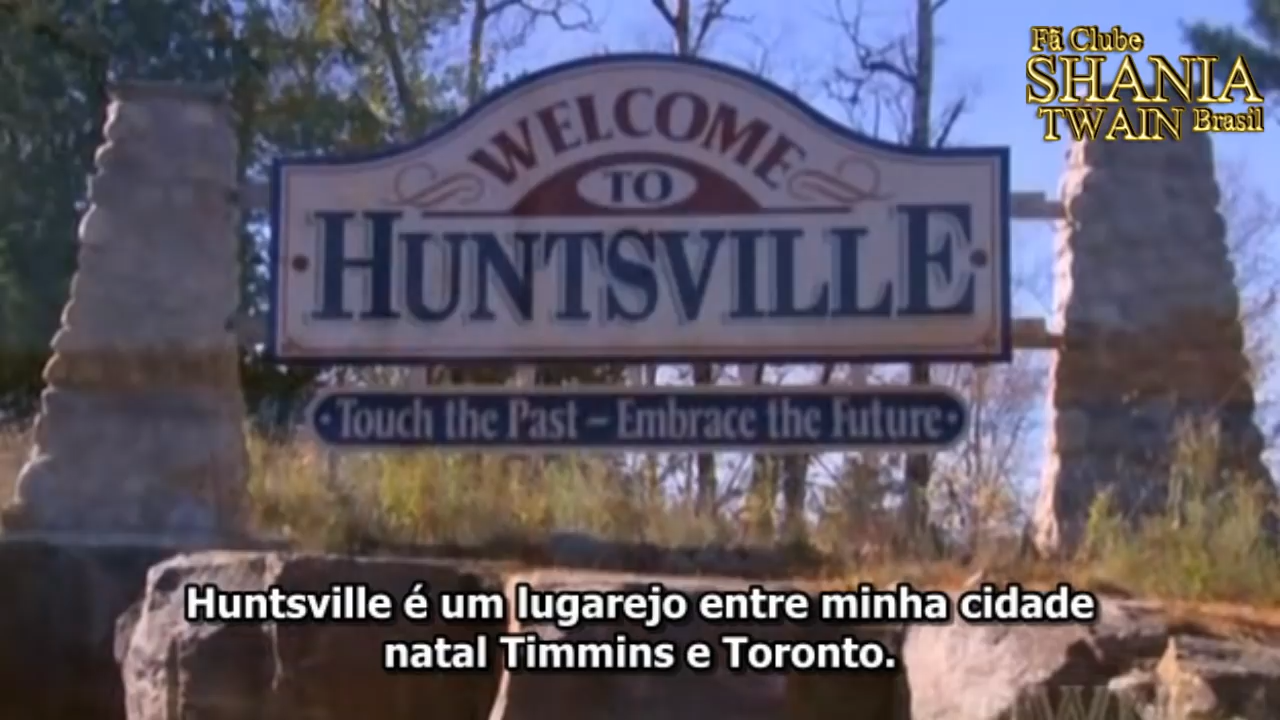 Fã Clube
SHANIA
TWAIN Brasil
WELCOME
TO
HUNTSVILLE
Touch the Past – Embrace the Future
Huntsville é um lugarejo entre minha cidade
natal Timmins e Toronto.